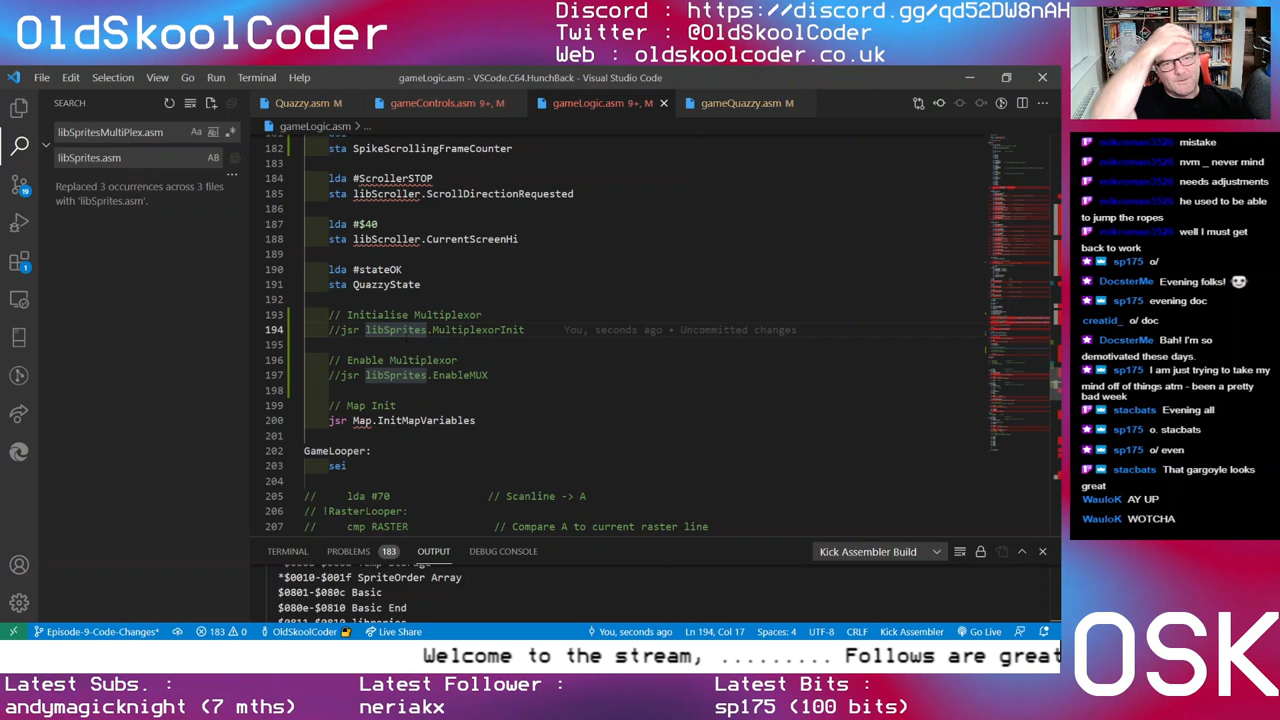 OldSkoolCoder
Discord : https://discord.gg/qd52DW8nAH
Twitter : @OldSkoolCoder
Web : oldskoolcoder.co.uk
File Edit Selection View Go Run Terminal Help
gameLogic.asm - VSCode.C64.HunchBack - Visual Studio Code
SEARCH
Quazzy.asm M
gameControls.asm 9+, M
gameLogic.asm 9+, M
gameQuazzy.asm M
gameLogic.asm > ...
libSpritesMultiPlex.asm
libSprites.asm
Replaced 3 occurrences across 3 files
with 'libSprites.asm'.
182 sta SpikeScrollingFrameCounter
183
184 lda #ScrollerSTOP
185 sta libScroller.ScrollDirectionRequested
186
187 lda #$40
188 sta libScroller.CurrentScreenHi
189
190 lda #stateOK
191 sta QuazzyState
192
193 // Initialise Multiplexor
194 //jsr libSprites.MultiplexorInit You, seconds ago • Uncommitted changes
195
196 // Enable Multiplexor
197 //jsr libSprites.EnableMUX
198
199 // Map Init
200 jsr Map.InitMapVariables
201
202 GameLooper:
203 sei
204
205 // lda #70 // Scanline -> A
206 // !RasterLooper:
207 // cmp RASTER // Compare A to current raster line
TERMINAL PROBLEMS 183 OUTPUT DEBUG CONSOLE
Kick Assembler Build
*$0010-$001f SpriteOrder Array
$0801-$080c Basic
$080e-$0810 Basic End
19
1
Episode-9-Code-Changes* 183 0 OldSkoolCoder Live Share
You, seconds ago Ln 194, Col 17 Spaces: 4 UTF-8 CRLF Kick Assembler Go Live
mikroman3526 mistake
mikroman3526 nvm _ never mind
mikroman3526 needs adjustments
mikroman3526 he used to be able
to jump the ropes
mikroman3526 well I must get
back to work
sp175 o/
DocsterMe Evening folks!
sp175 evening doc
creatid_ o/ doc
DocsterMe Bah! I'm so
demotivated these days.
sp175 I am just trying to take my
mind off of things atm - been a pretty
bad week
stacbats Evening all
sp175 o. stacbats
sp175 o/ even
stacbats That gargoyle looks
great
WauloK AY UP
WauloK WOTCHA
OSK
Welcome to the stream, ......... Follows are great
Latest Subs. :
andymagicknight (7 mths)
Latest Follower :
neriakx
Latest Bits :
sp175 (100 bits)